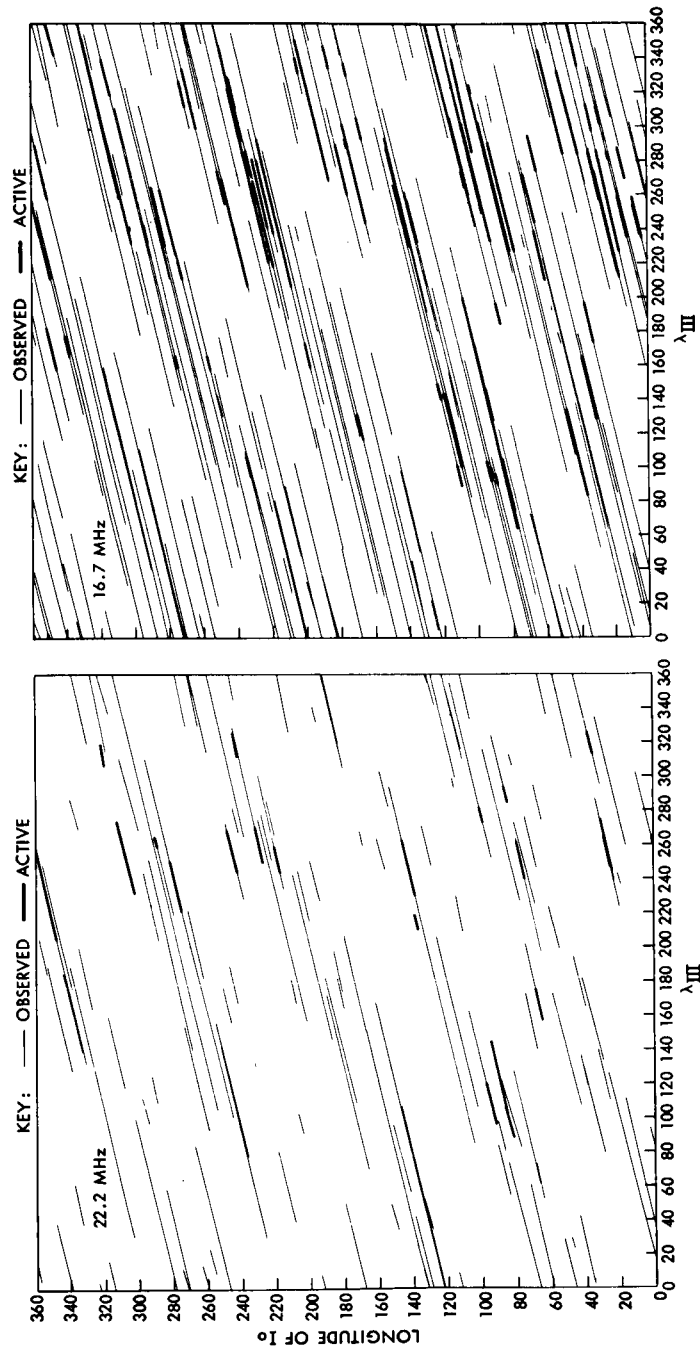 KEY: OBSERVED ACTIVE
22.2 MHz
LONGITUDE OF Io
360
340
320
300
280
260
240
220
200
180
160
140
120
100
80
60
40
20
0
0 20 40 60 80 100 120 140 160 180 200 220 240 260 280 300 320 340 360
λIII
KEY: OBSERVED ACTIVE
16.7 MHz
0 20 40 60 80 100 120 140 160 180 200 220 240 260 280 300 320 340 360
λIII